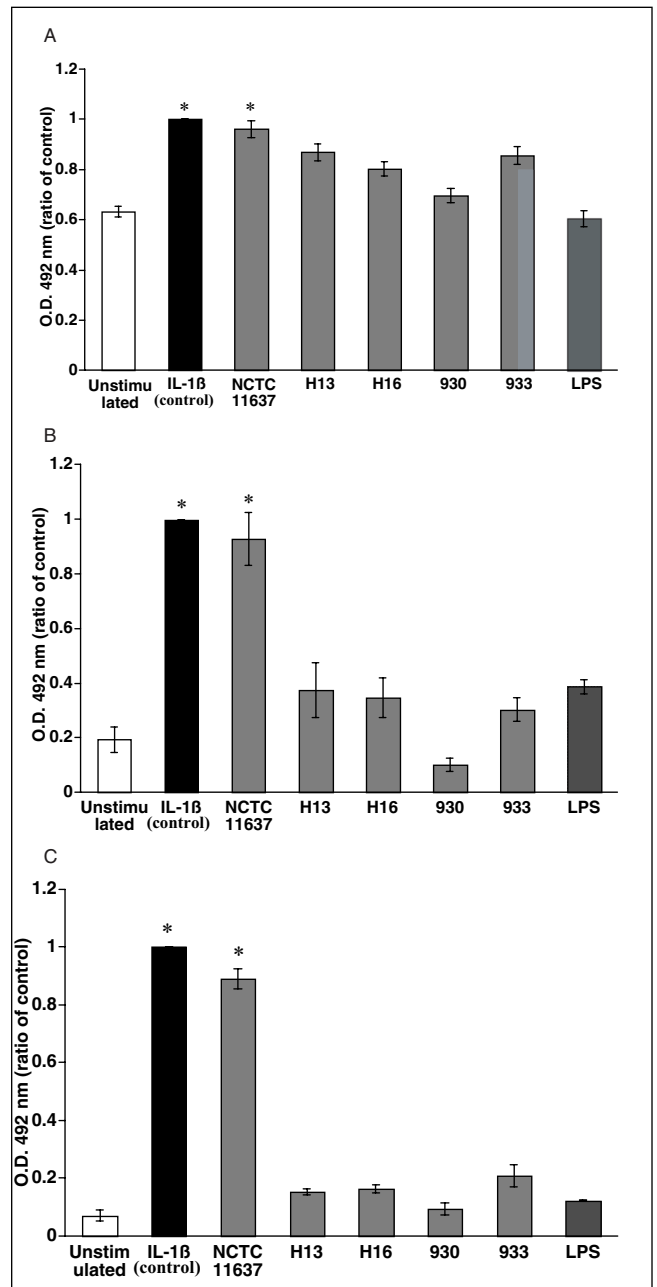 A
O.D. 492 nm (ratio of control)
1.2
1
0.8
0.6
0.4
0.2
0
* *
Unstimu IL-1ß NCTC H13 H16 930 933 LPS
lated (control) 11637
B
O.D. 492 nm (ratio of control)
1.2
1
0.8
0.6
0.4
0.2
0
* *
Unstimu IL-1ß NCTC H13 H16 930 933 LPS
lated (control) 11637
C
O.D. 492 nm (ratio of control)
1.2
1
0.8
0.6
0.4
0.2
0
* *
Unstim IL-1ß NCTC H13 H16 930 933 LPS
ulated (control) 11637